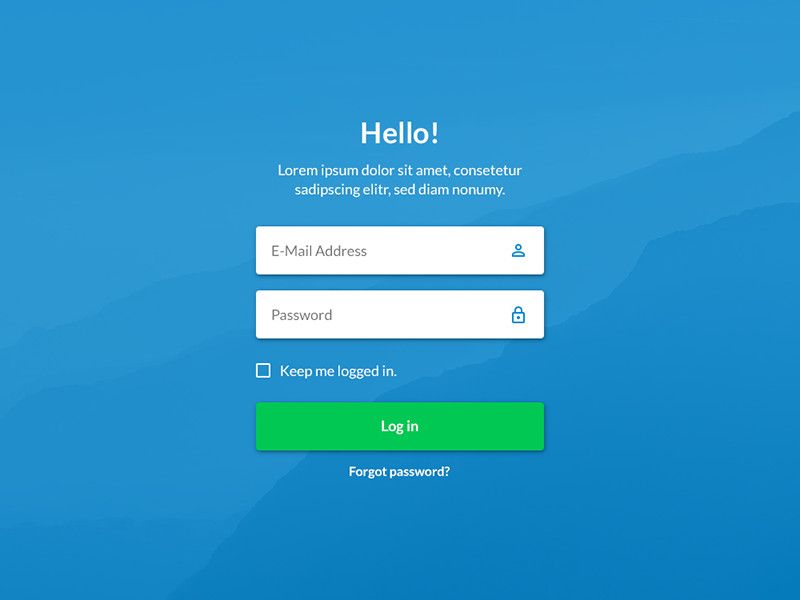 Hello!
Lorem ipsum dolor sit amet, consetetur
sadipscing elitr, sed diam nonumy.
E-Mail Address
Password
Keep me logged in.
Log in
Forgot password?